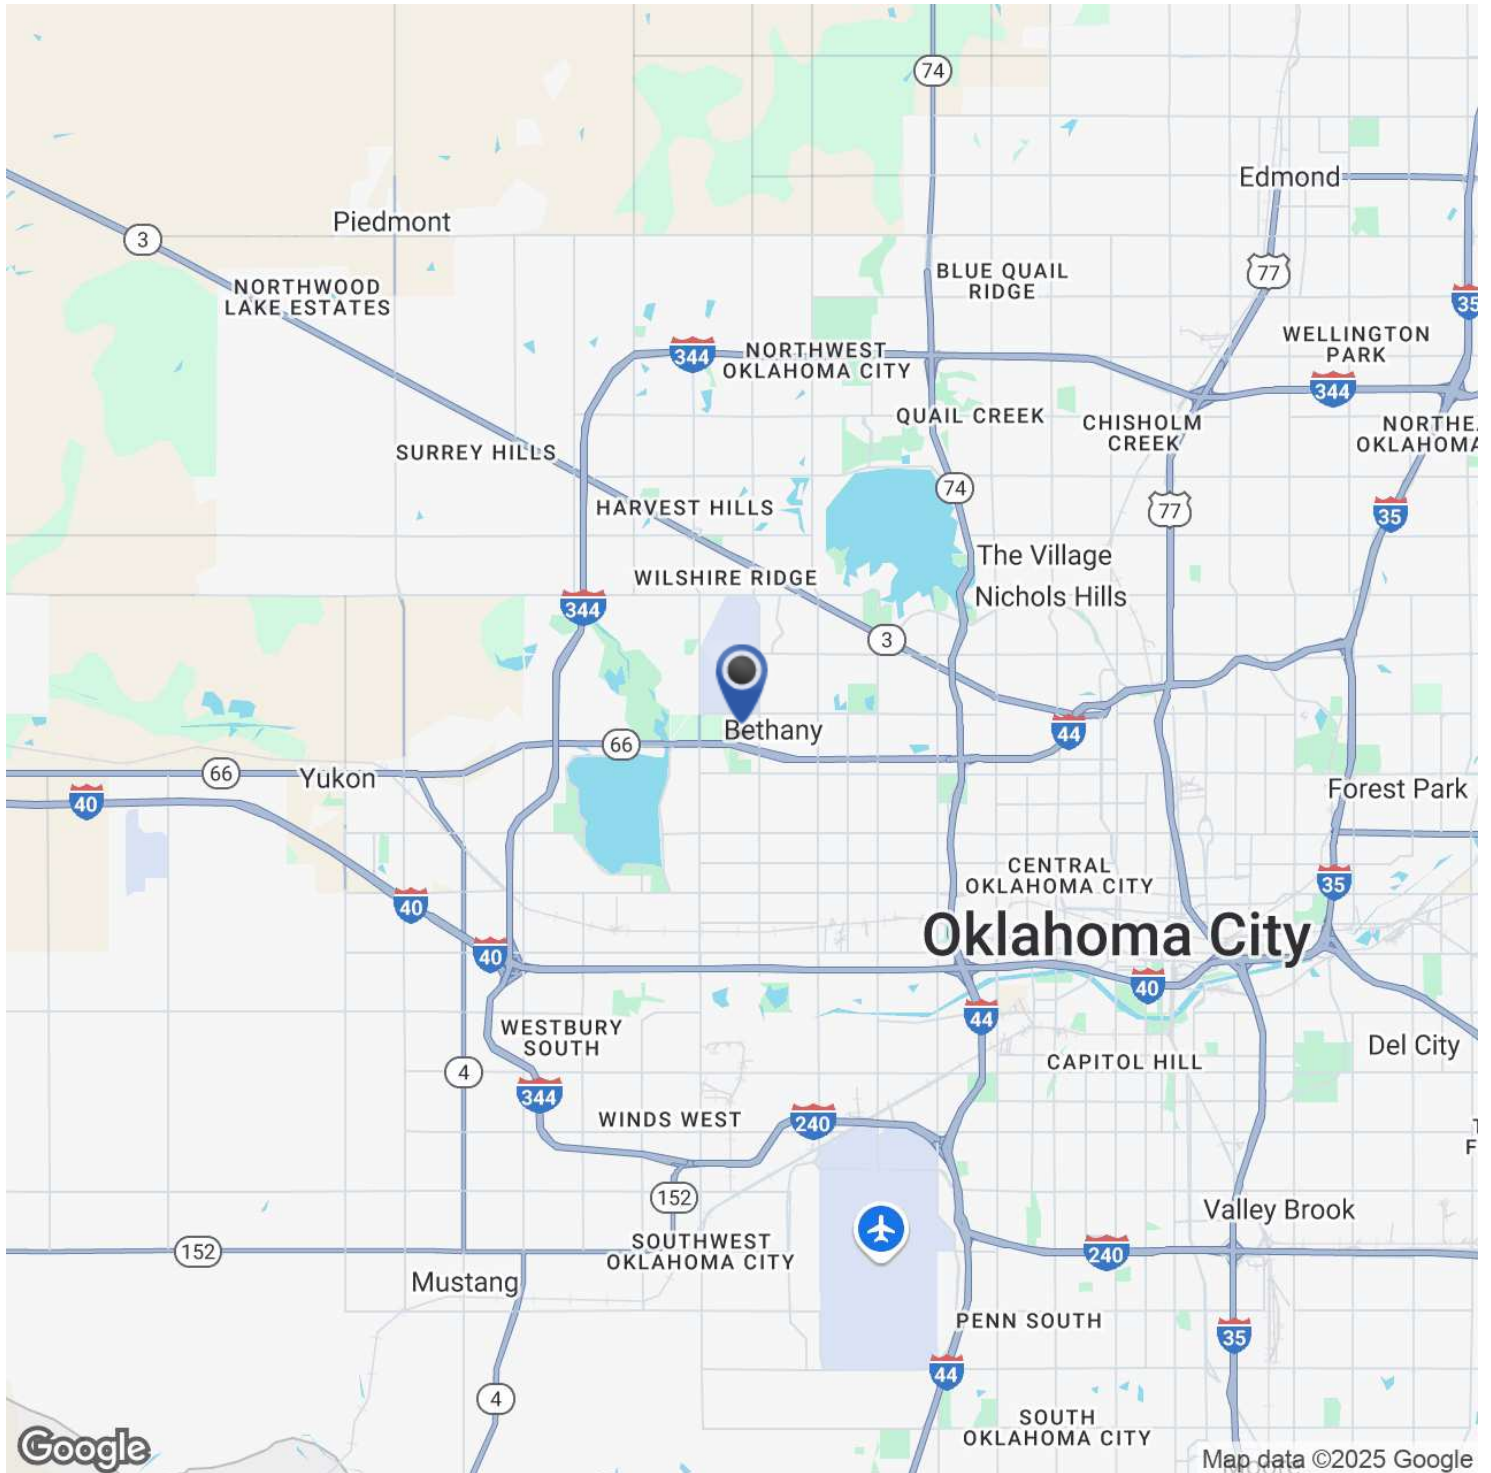 74
Edmond
Piedmont
3
77
BLUE QUAIL
RIDGE
NORTHWOOD
LAKE ESTATES
35
WELLINGTON
PARK
344
NORTHWEST
OKLAHOMA CITY
344
QUAIL CREEK
CHISHOLM
CREEK
NORTHE
OKLAHOMA
SURREY HILLS
74
HARVEST HILLS
77
35
The Village
WILSHIRE RIDGE
Nichols Hills
344
3
Bethany
44
66
66
Yukon
40
Forest Park
CENTRAL
OKLAHOMA CITY
35
40
Oklahoma City
40
40
44
WESTBURY
SOUTH
Del City
CAPITOL HILL
4
344
WINDS WEST
240
T
F
152
Valley Brook
SOUTHWEST
OKLAHOMA CITY
152
240
Mustang
PENN SOUTH
35
44
4
SOUTH
OKLAHOMA CITY
Google
Map data ©2025 Google